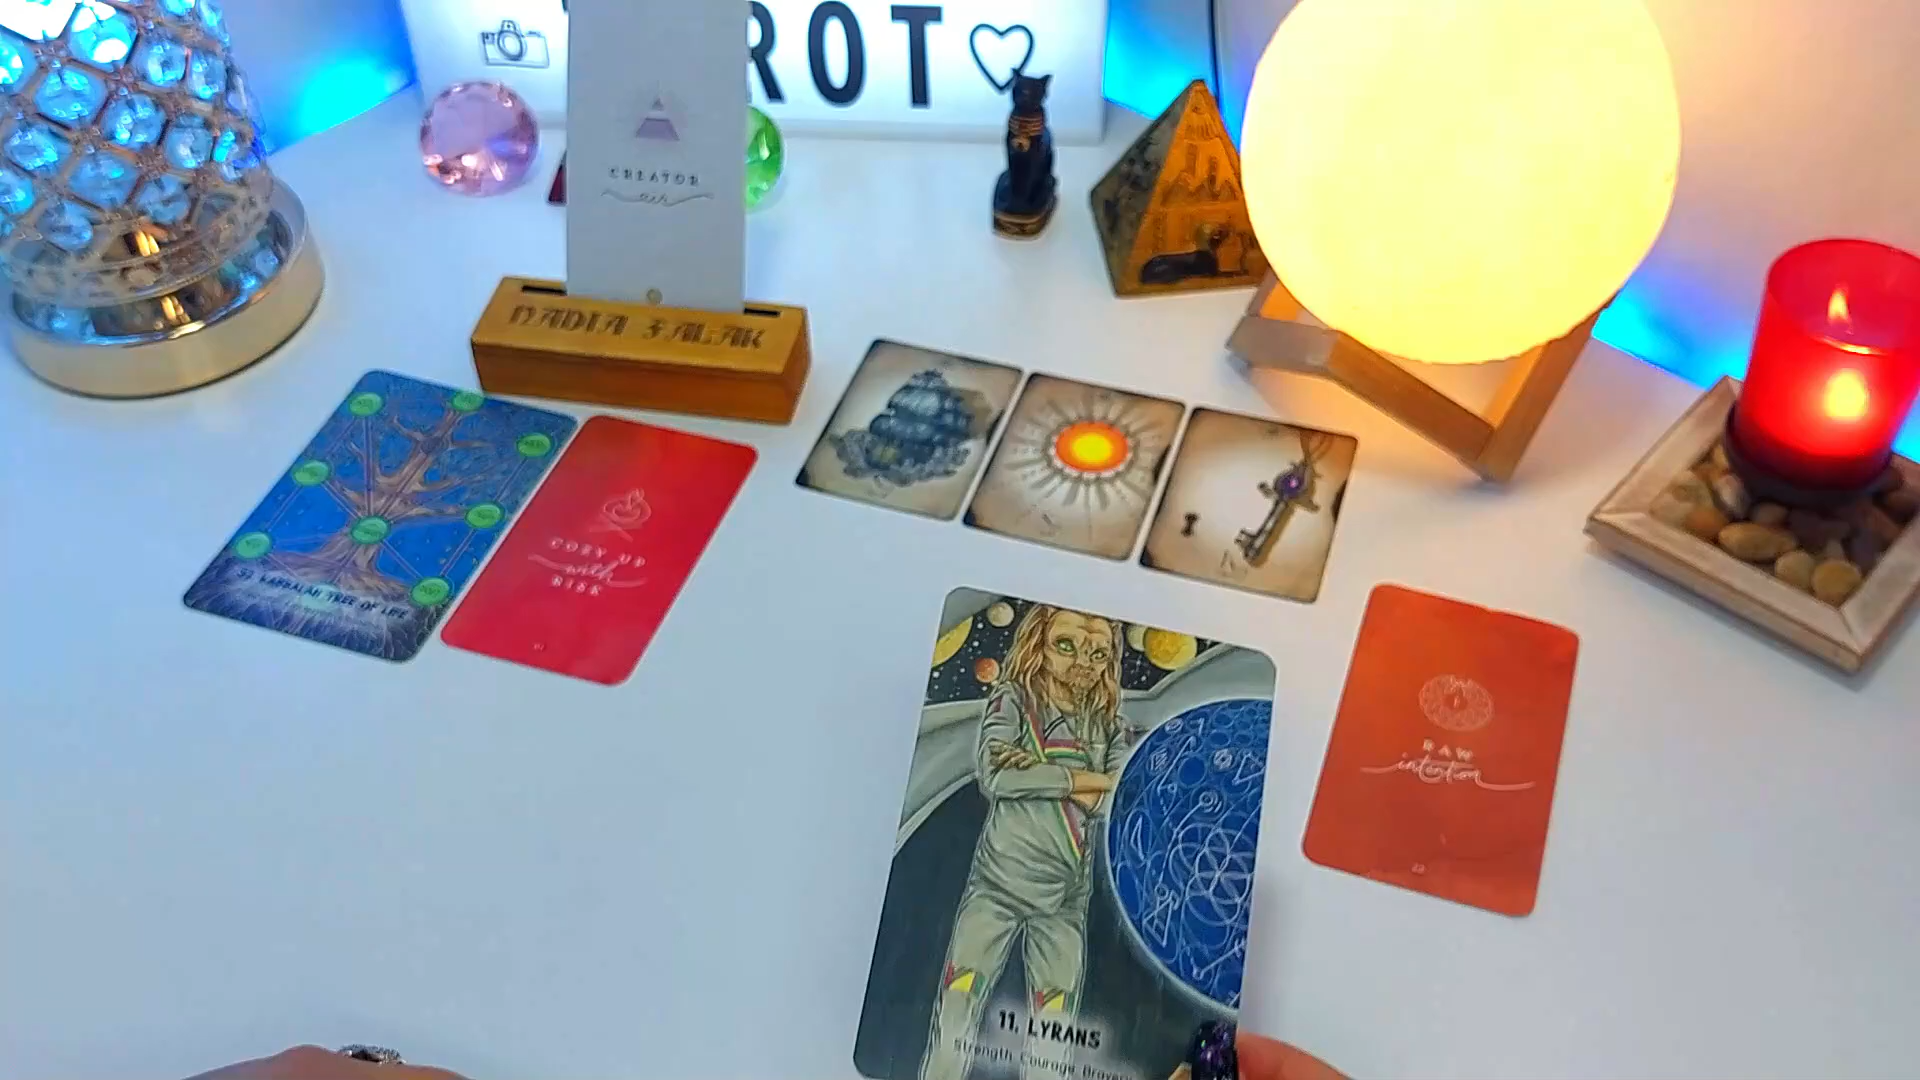 ROT
CREATOR
air
NADIA FALAK
COZY UP
with
RISK
RAW
intention
11. LYRANS
Strength Courage Bravery
KABBALAH TREE OF LIFE